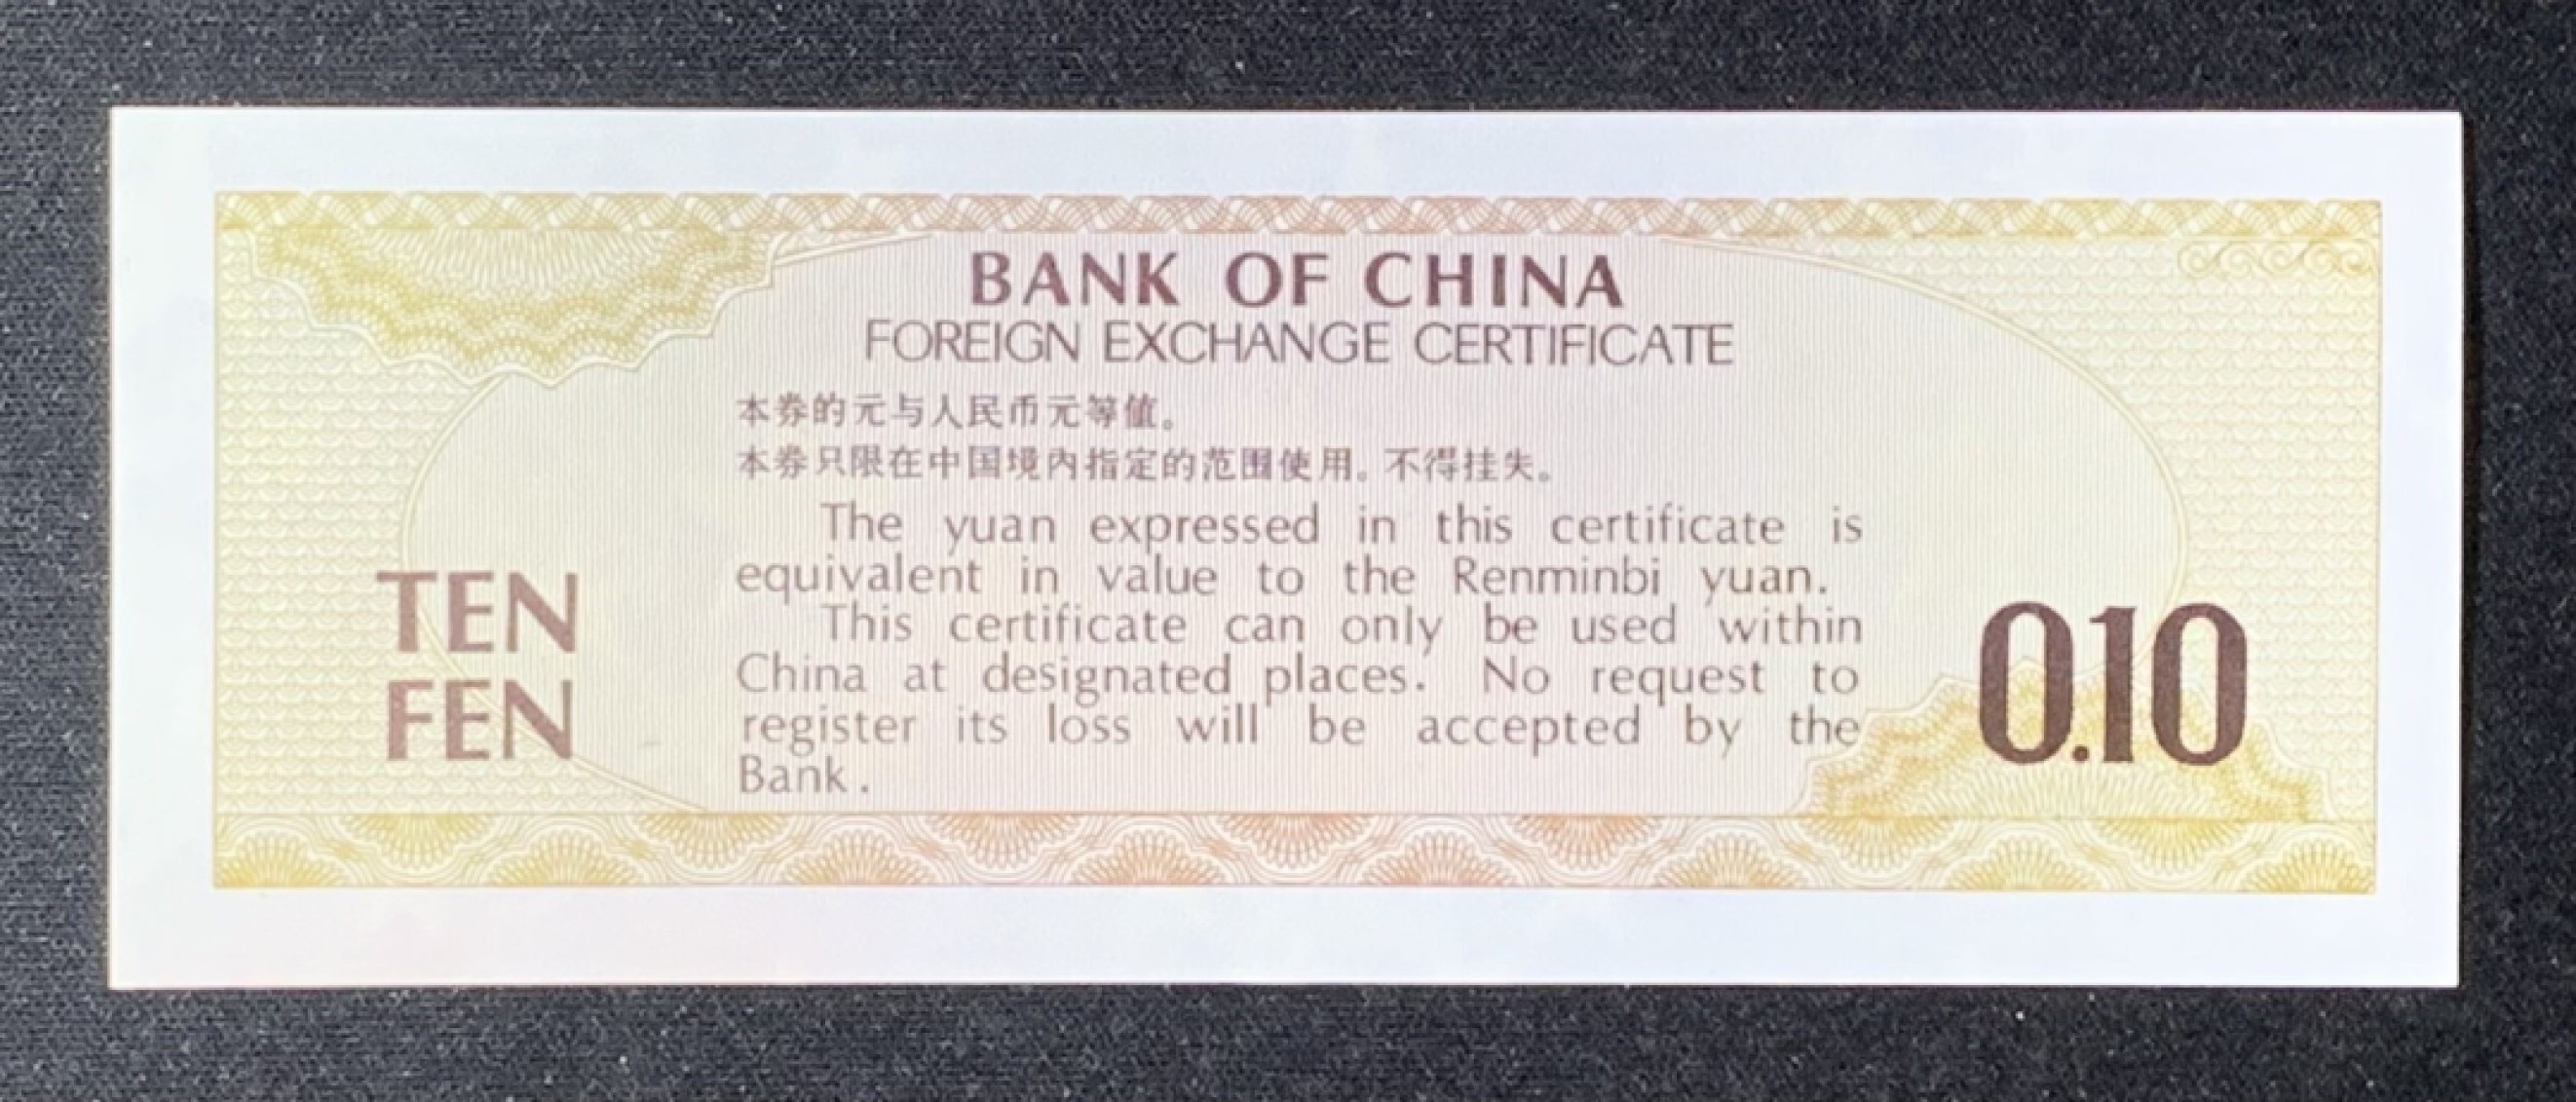 BANK OF CHINA
FOREIGN EXCHANGE CERTIFICATE
本券的元与人民币元等值。
本券只限在中国境内指定的范围使用。不得挂失。
The yuan expressed in this certificate is
equivalent in value to the Renminbi yuan.
This certificate can only be used within
China at designated places. No request to
register its loss will be accepted by the
Bank.
TEN
FEN
0.10